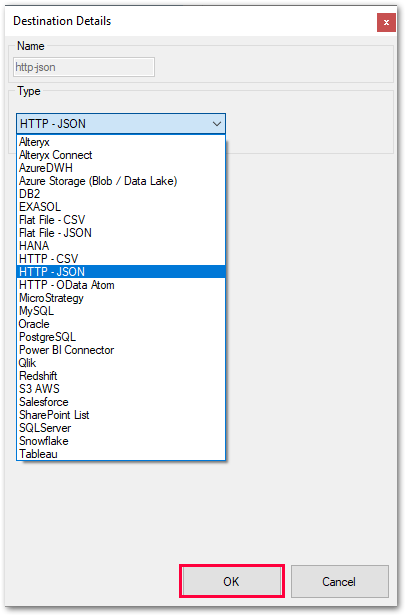 Destination Details
x
Name
http-json
Type
HTTP - JSON
Alteryx
Alteryx Connect
AzureDWH
Azure Storage (Blob / Data Lake)
DB2
EXASOL
Flat File - CSV
Flat File - JSON
HANA
HTTP - CSV
HTTP - JSON
HTTP - OData Atom
MicroStrategy
MySQL
Oracle
PostgreSQL
Power BI Connector
Qlik
Redshift
S3 AWS
Salesforce
SharePoint List
SQLServer
Snowflake
Tableau
OK Cancel